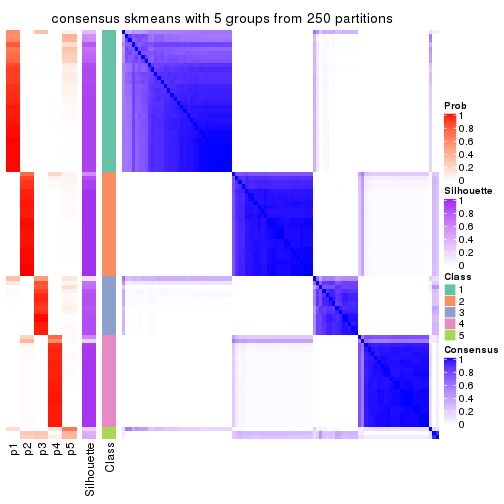 consensus skmeans with 5 groups from 250 partitions
Prob
1
0.8
0.6
0.4
0.2
0
Silhouette
1
0.8
0.6
0.4
0.2
0
Class
1
2
3
4
5
Consensus
1
0.8
0.6
0.4
0.2
0
p1
p2
p3
p4
p5
Silhouette
Class